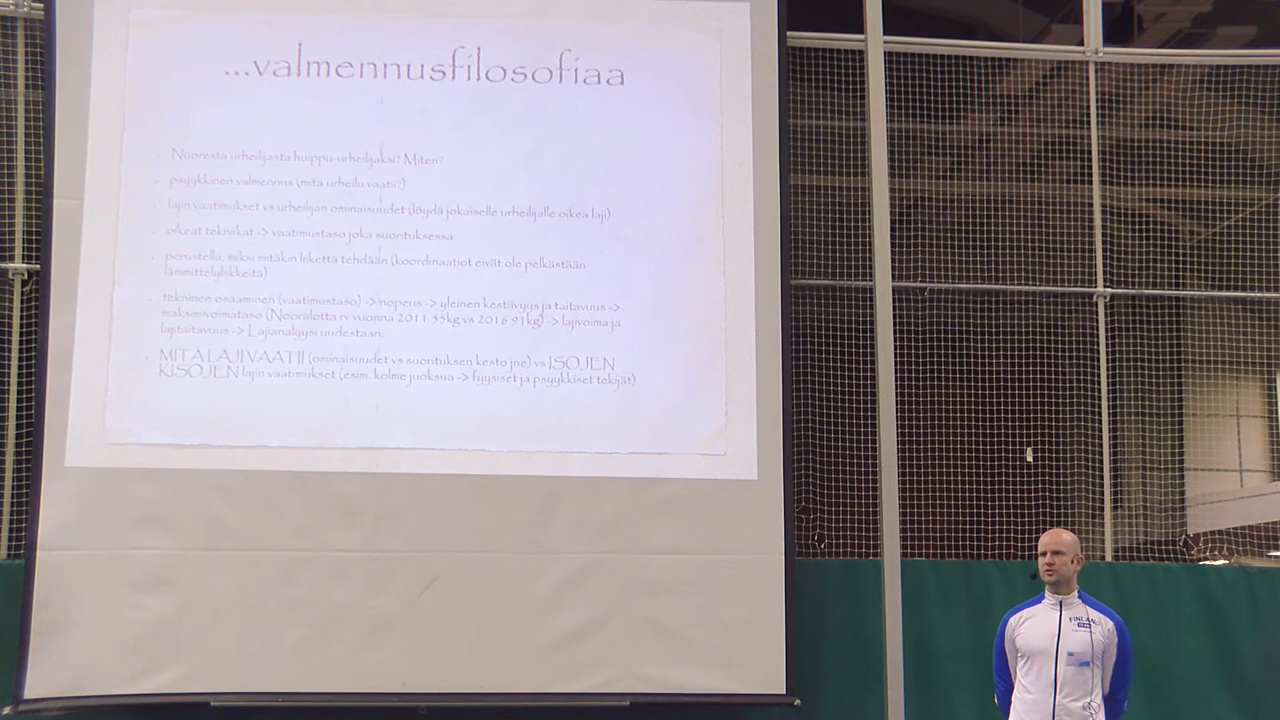 ...valmennusfilosofiaa
Nuoresta urheilijasta huippu-urheilijaksi? Miten?
psyykkinen valmennus (mitä urheilu vaatii?)
lajin vaatimukset vs urheilijan ominaisuudet (löydä jokaiselle urheilijalle oikea laji)
oikeat tekniikat -> vaatimustaso joka suorituksessa
perustella, miksi mitäkin liikettä tehdään (koordinaatiot eivät ole pelkästään
lämmittelyliikkeitä)
tekninen osaaminen (vaatimustaso) -> nopeus -> yleinen kestävyys ja taitavuus ->
maksimivoimataso (Nooralotta rv vuonna 2011 55kg vs 2016 91kg) -> lajivoima ja
lajitaitavuus -> Lajianalyysi uudestaan:
MITÄ LAJI VAATII (ominaisuudet vs suorituksen kesto jne) vs ISOJEN
KISOJEN lajin vaatimukset (esim. kolme juoksua -> fyysiset ja psyykkiset tekijät)
FINLAND